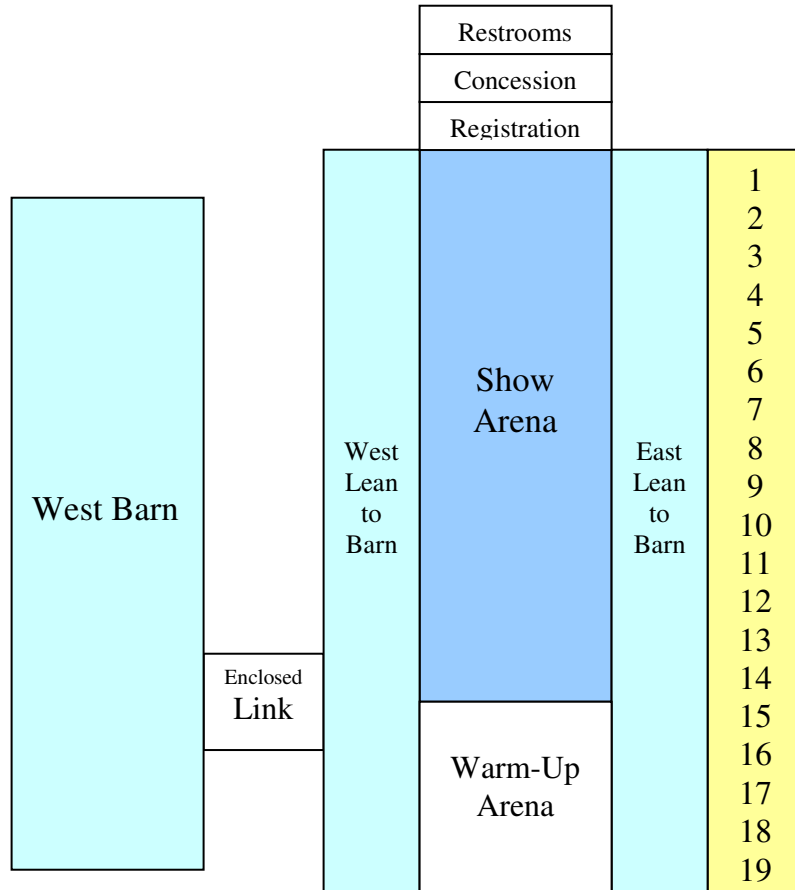 Restrooms
Concession
Registration
West Barn
Enclosed
Link
West
Lean
to
Barn
Show
Arena
Warm-Up
Arena
East
Lean
to
Barn
1
2
3
4
5
6
7
8
9
10
11
12
13
14
15
16
17
18
19